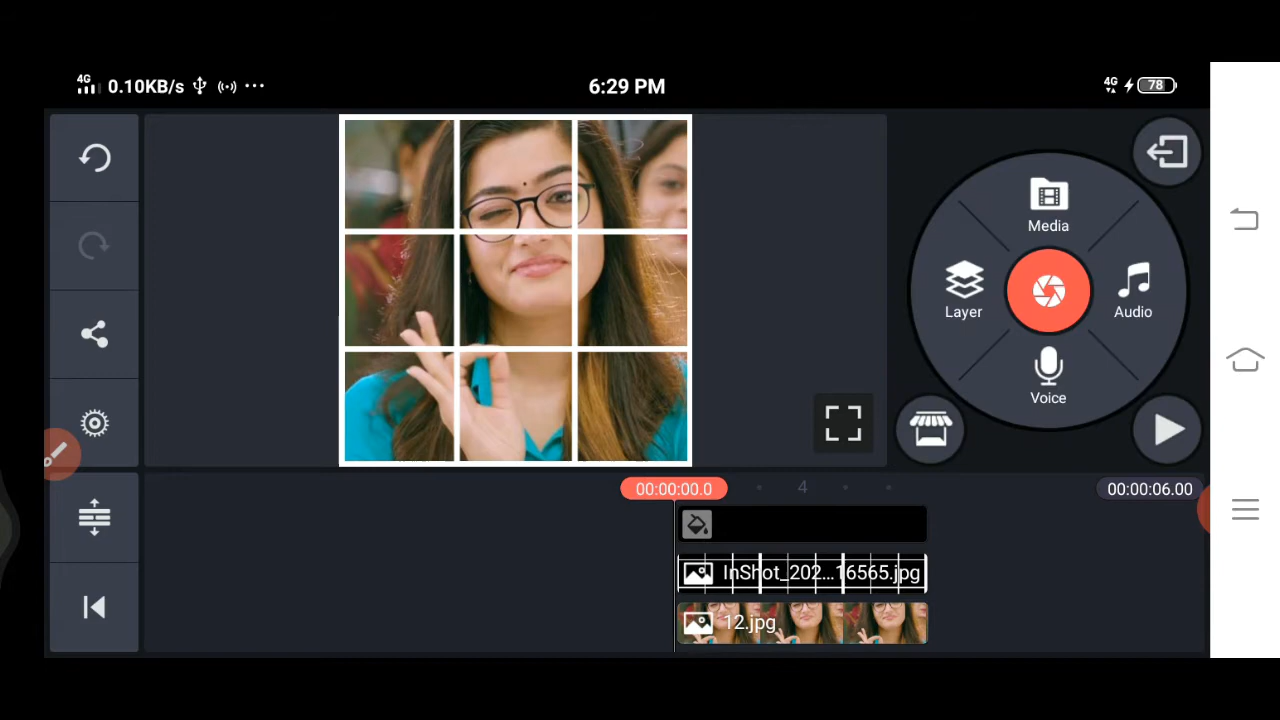 4G 0.10KB/s ... 6:29 PM 4G 78
Media
Layer
Audio
Voice
00:00:00.0 4 00:00:06.00
InShot_202...16565.jpg
12.jpg